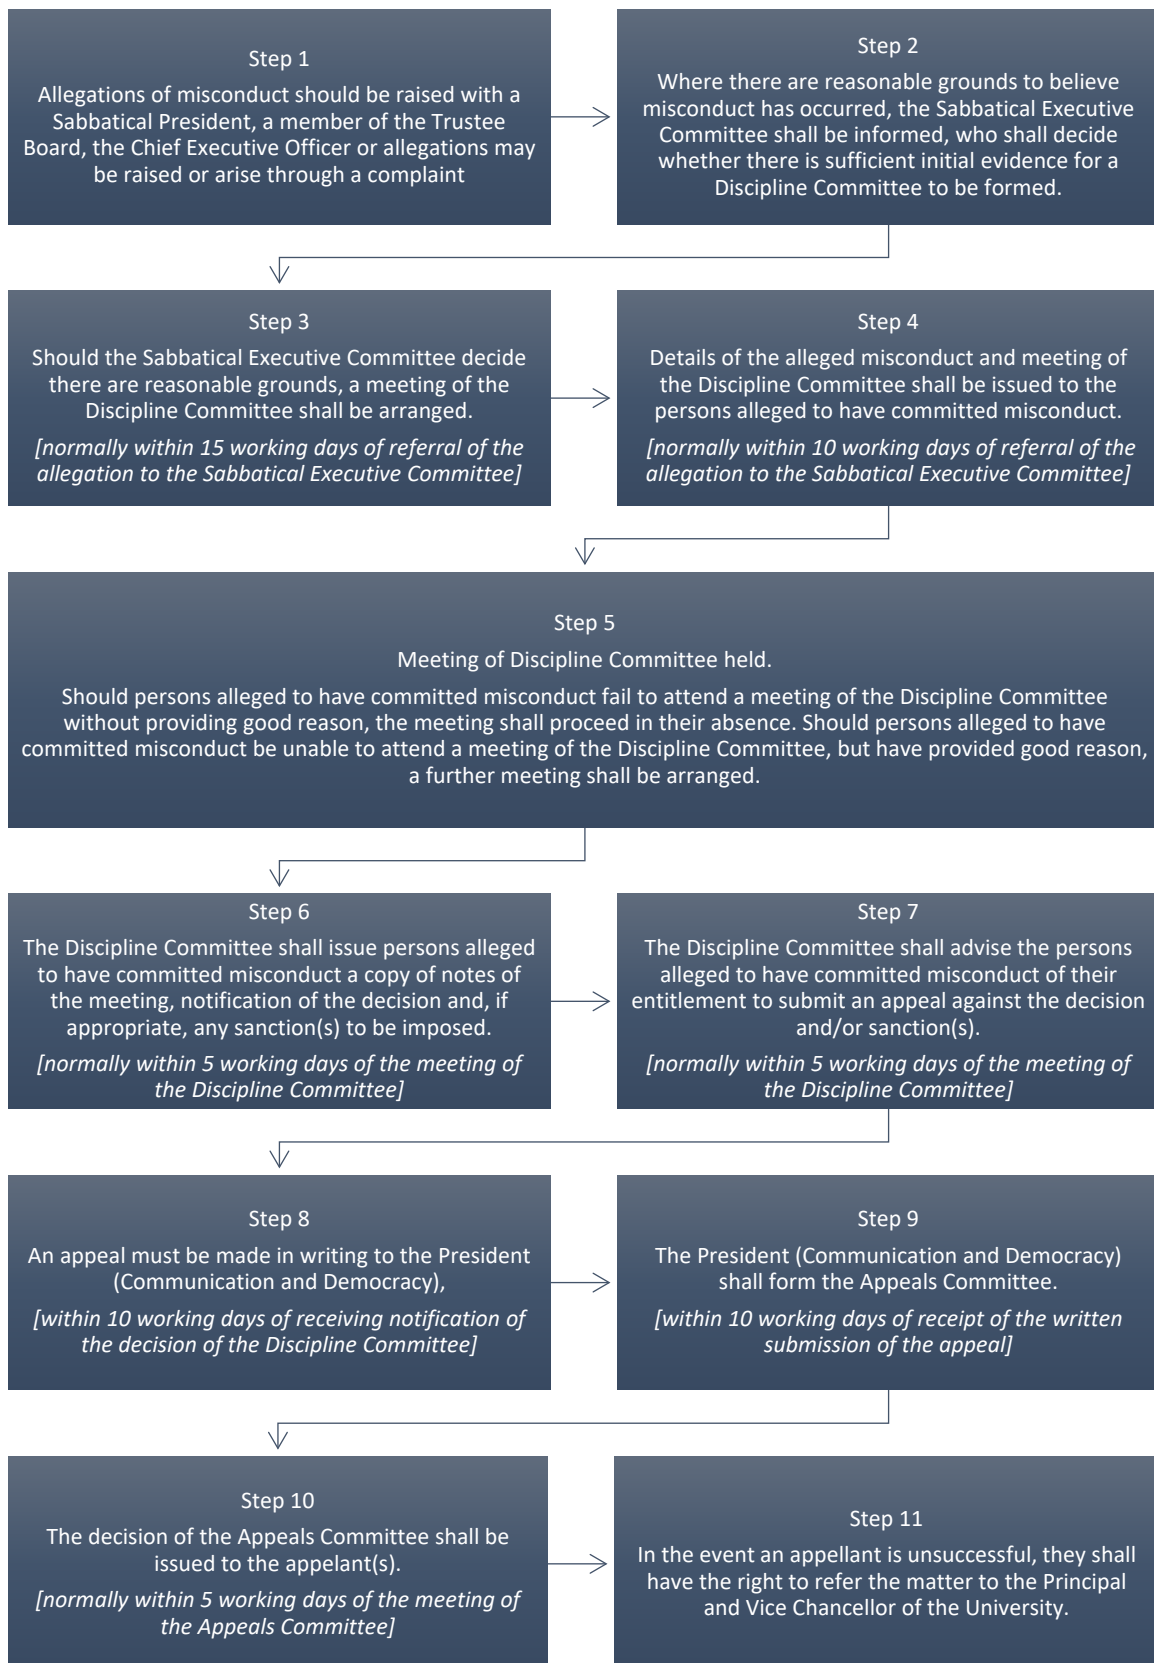 Step 1
Allegations of misconduct should be raised with a
Sabbatical President, a member of the Trustee
Board, the Chief Executive Officer or allegations may
be raised or arise through a complaint
Step 2
Where there are reasonable grounds to believe
misconduct has occurred, the Sabbatical Executive
Committee shall be informed, who shall decide
whether there is sufficient initial evidence for a
Discipline Committee to be formed.
Step 3
Should the Sabbatical Executive Committee decide
there are reasonable grounds, a meeting of the
Discipline Committee shall be arranged.
[normally within 15 working days of referral of the
allegation to the Sabbatical Executive Committee]
Step 4
Details of the alleged misconduct and meeting of
the Discipline Committee shall be issued to the
persons alleged to have committed misconduct.
[normally within 10 working days of referral of the
allegation to the Sabbatical Executive Committee]
Step 5
Meeting of Discipline Committee held.
Should persons alleged to have committed misconduct fail to attend a meeting of the Discipline Committee
without providing good reason, the meeting shall proceed in their absence. Should persons alleged to have
committed misconduct be unable to attend a meeting of the Discipline Committee, but have provided good reason,
a further meeting shall be arranged.
Step 6
The Discipline Committee shall issue persons alleged
to have committed misconduct a copy of notes of
the meeting, notification of the decision and, if
appropriate, any sanction(s) to be imposed.
[normally within 5 working days of the meeting of
the Discipline Committee]
Step 7
The Discipline Committee shall advise the persons
alleged to have committed misconduct of their
entitlement to submit an appeal against the decision
and/or sanction(s).
[normally within 5 working days of the meeting of
the Discipline Committee]
Step 8
An appeal must be made in writing to the President
(Communication and Democracy),
[within 10 working days of receiving notification of
the decision of the Discipline Committee]
Step 9
The President (Communication and Democracy)
shall form the Appeals Committee.
[within 10 working days of receipt of the written
submission of the appeal]
Step 10
The decision of the Appeals Committee shall be
issued to the appelant(s).
[normally within 5 working days of the meeting of
the Appeals Committee]
Step 11
In the event an appellant is unsuccessful, they shall
have the right to refer the matter to the Principal
and Vice Chancellor of the University.